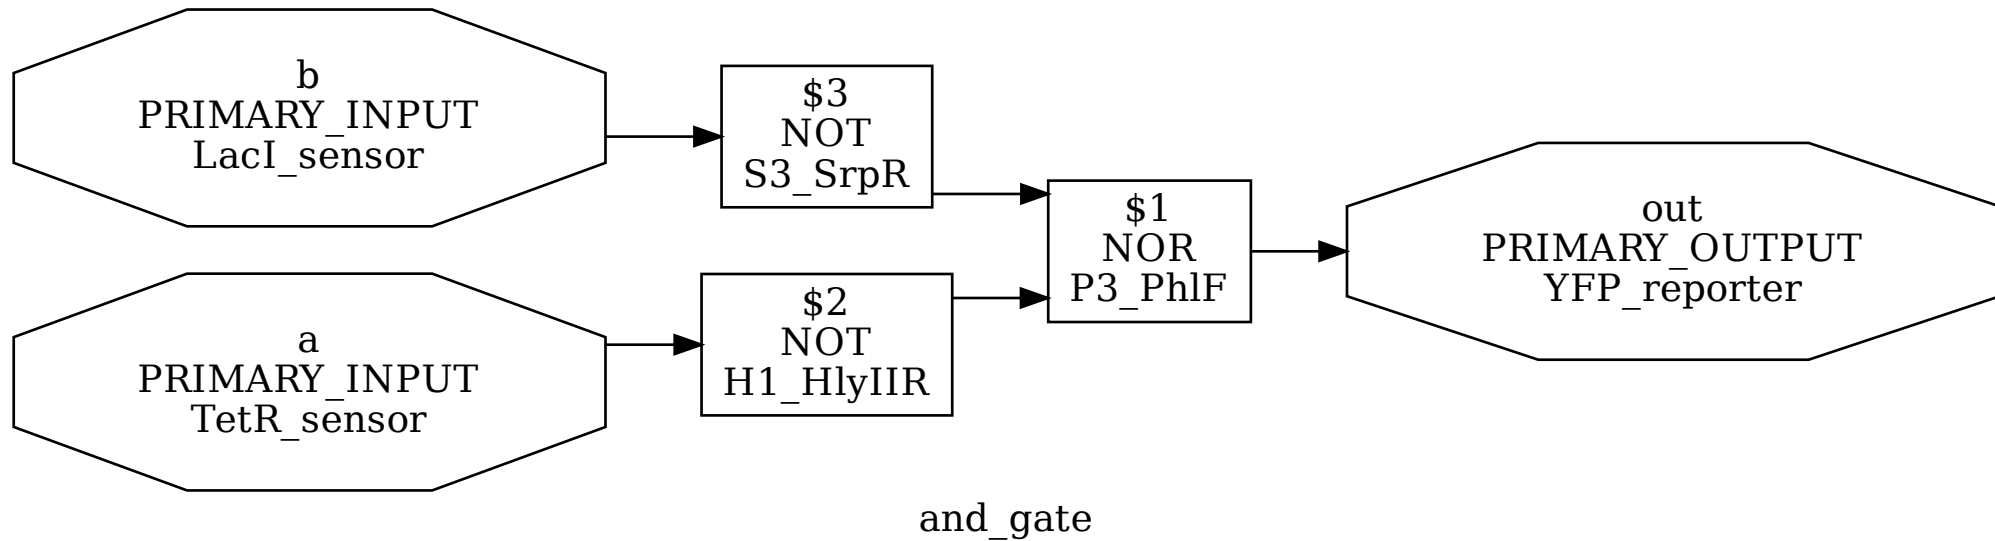 b
PRIMARY_INPUT
LacI_sensor
$3
NOT
S3_SrpR
a
PRIMARY_INPUT
TetR_sensor
$2
NOT
H1_HlyIIR
$1
NOR
P3_PhlF
out
PRIMARY_OUTPUT
YFP_reporter
and_gate